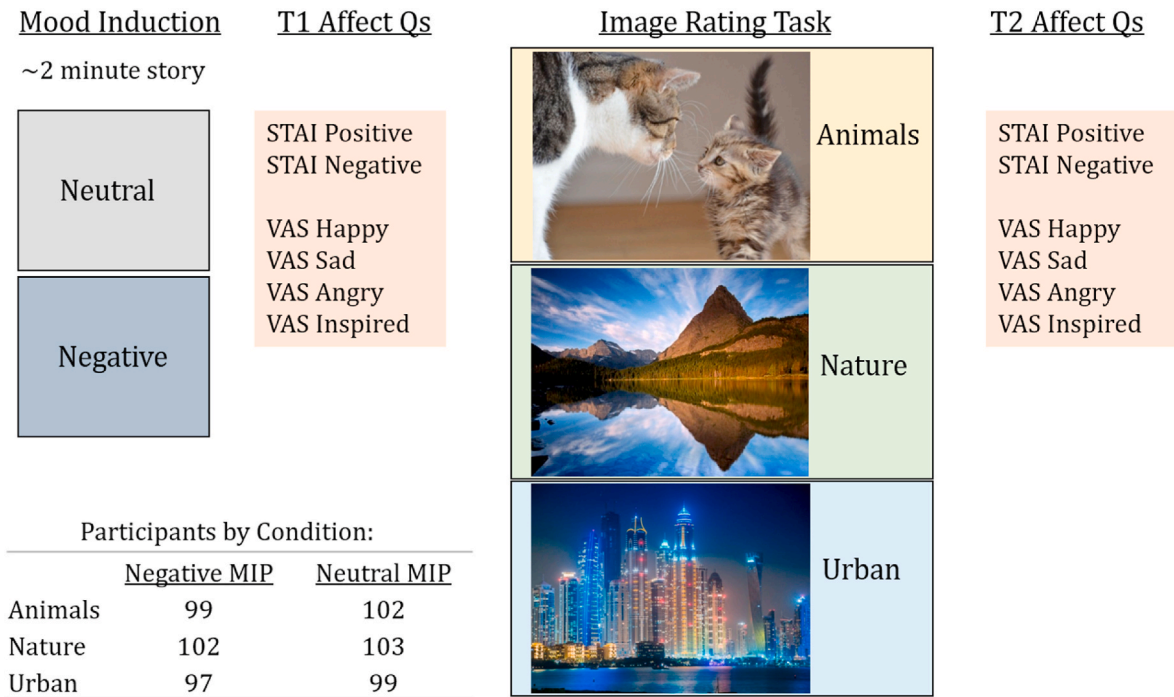 Mood Induction
~2 minute story
Neutral
Negative
T1 Affect Qs
STAI Positive
STAI Negative
VAS Happy
VAS Sad
VAS Angry
VAS Inspired
Image Rating Task
Animals
Nature
Urban
T2 Affect Qs
STAI Positive
STAI Negative
VAS Happy
VAS Sad
VAS Angry
VAS Inspired
Participants by Condition:
Negative MIP Neutral MIP
Animals 99 102
Nature 102 103
Urban 97 99